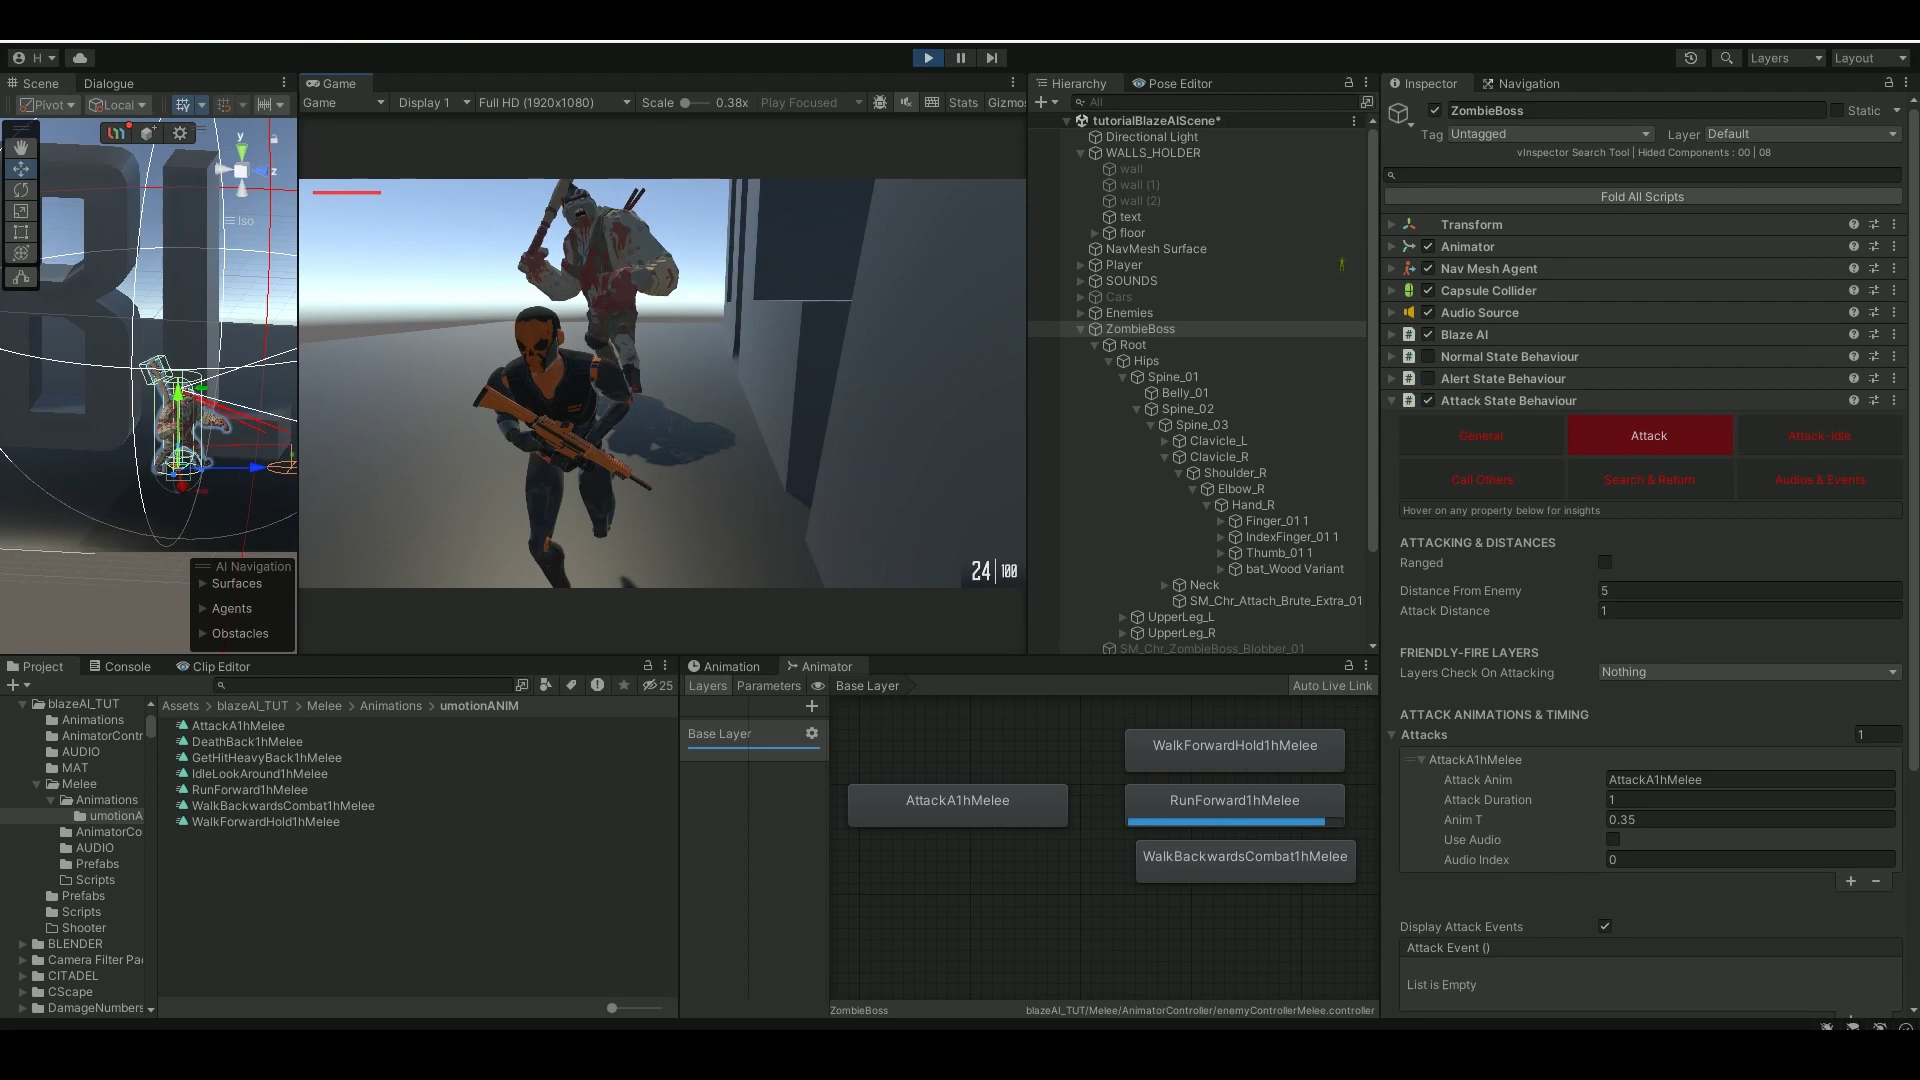 H
Layers
Layout
Scene
Dialogue
Pivot
Local
y
z
Iso
AI Navigation
Surfaces
Agents
Obstacles
Game
Game
Display 1
Full HD (1920x1080)
Scale
0.38x
Play Focused
Stats
Gizmos
24 100
Hierarchy
Pose Editor
All
tutorialBlazeAIScene*
Directional Light
WALLS_HOLDER
wall
wall (1)
wall (2)
text
floor
NavMesh Surface
Player
SOUNDS
Cars
Enemies
ZombieBoss
Root
Hips
Spine_01
Belly_01
Spine_02
Spine_03
Clavicle_L
Clavicle_R
Shoulder_R
Elbow_R
Hand_R
Finger_01 1
IndexFinger_01 1
Thumb_01 1
bat_Wood Variant
Neck
SM_Chr_Attach_Brute_Extra_01
UpperLeg_L
UpperLeg_R
SM_Chr_ZombieBoss_Blobber_01
Inspector
Navigation
ZombieBoss
Static
Tag
Untagged
Layer
Default
vInspector Search Tool | Hided Components : 00 | 08
Fold All Scripts
Transform
Animator
Nav Mesh Agent
Capsule Collider
Audio Source
Blaze AI
Normal State Behaviour
Alert State Behaviour
Attack State Behaviour
General
Attack
Attack-Idle
Call Others
Search & Return
Audios & Events
Hover on any property below for insights
ATTACKING & DISTANCES
Ranged
Distance From Enemy 5
Attack Distance 1
FRIENDLY-FIRE LAYERS
Layers Check On Attacking Nothing
ATTACK ANIMATIONS & TIMING
Attacks 1
AttackA1hMelee
Attack Anim AttackA1hMelee
Attack Duration 1
Anim T 0.35
Use Audio
Audio Index 0
Display Attack Events
Attack Event ()
List is Empty
Project
Console
Clip Editor
25
blazeAI_TUT
Animations
AnimatorContr
AUDIO
MAT
Melee
Animations
umotionA
AnimatorCo
AUDIO
Prefabs
Scripts
Prefabs
Scripts
Shooter
BLENDER
Camera Filter Pac
CITADEL
CScape
DamageNumbers
Assets > blazeAI_TUT > Melee > Animations > umotionANIM
AttackA1hMelee
DeathBack1hMelee
GetHitHeavyBack1hMelee
IdleLookAround1hMelee
RunForward1hMelee
WalkBackwardsCombat1hMelee
WalkForwardHold1hMelee
Animation
Animator
Layers
Parameters
Base Layer
Auto Live Link
Base Layer
WalkForwardHold1hMelee
AttackA1hMelee
RunForward1hMelee
WalkBackwardsCombat1hMelee
ZombieBoss
blazeAI_TUT/Melee/AnimatorController/enemyControllerMelee.controller